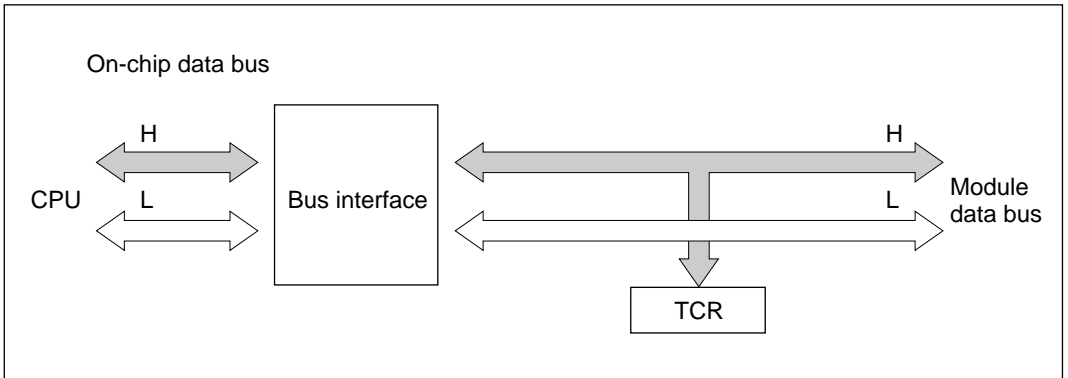 On-chip data bus
H
H
CPU
L
Bus interface
L
Module
data bus
TCR